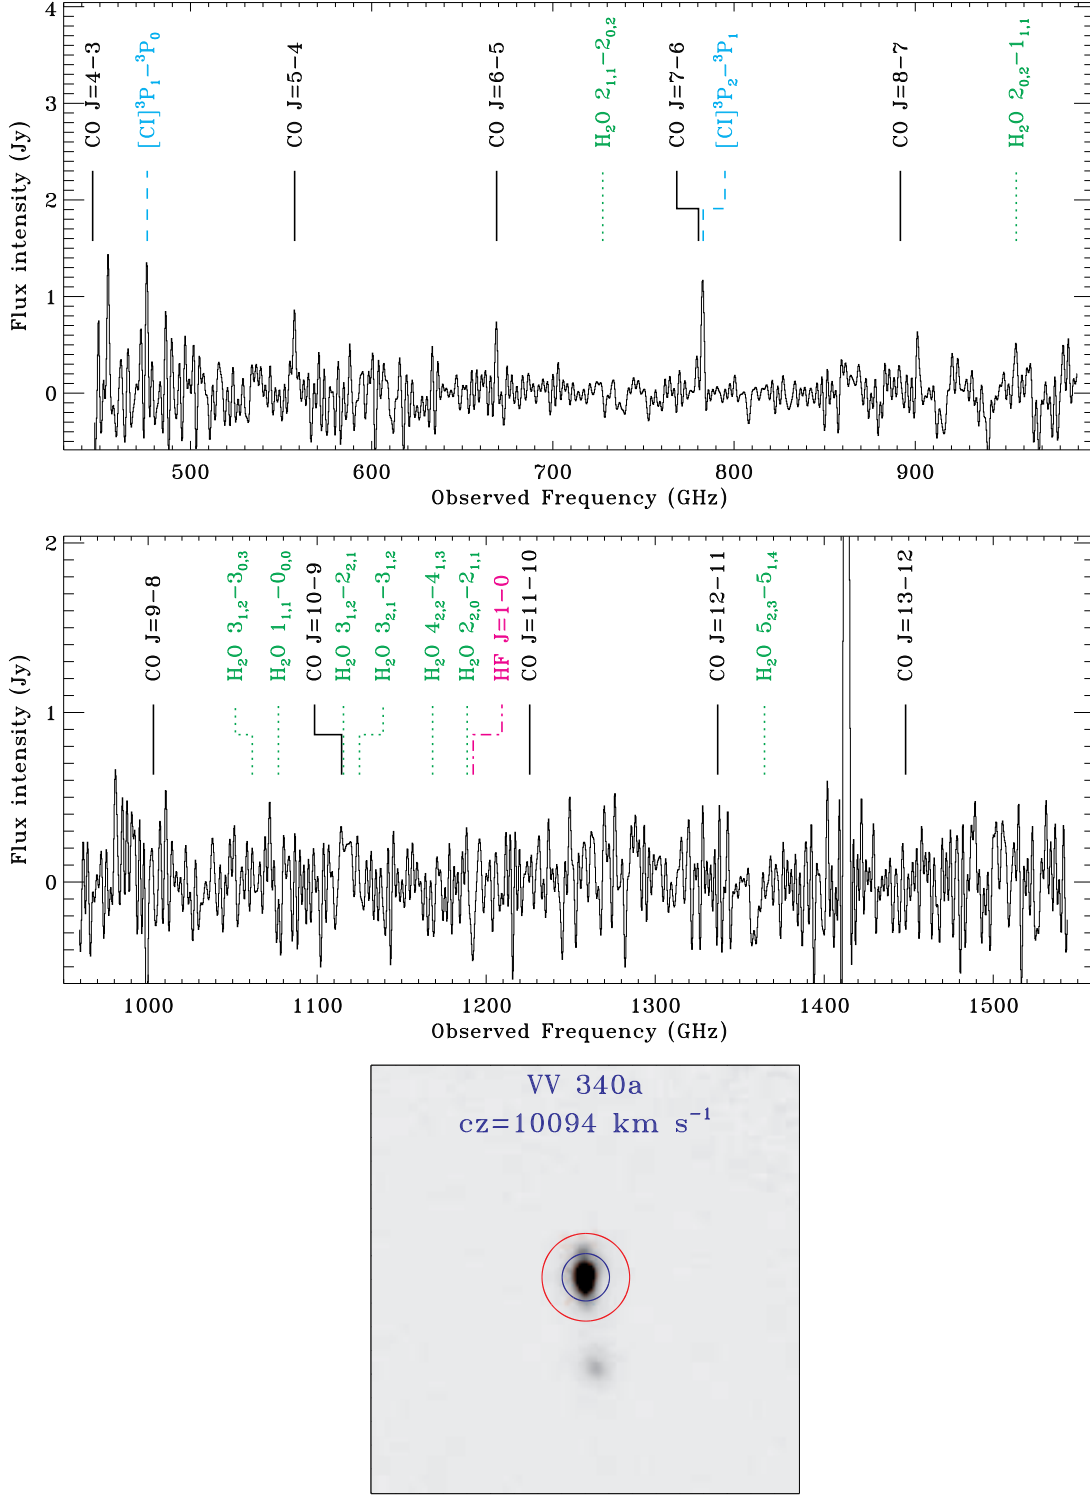 4
3
2
1
0
Flux intensity (Jy)
CO J=4−3
[CI]³P₁−³P₀
CO J=5−4
CO J=6−5
H₂O 2₁,₁−2₀,₂
CO J=7−6
[CI]³P₂−³P₁
CO J=8−7
H₂O 2₀,₂−1₁,₁
500 600 700 800 900
Observed Frequency (GHz)
2
1
0
Flux intensity (Jy)
CO J=9−8
H₂O 3₁,₂−3₀,₃
H₂O 1₁,₁−0₀,₀
CO J=10−9
H₂O 3₁,₂−2₂,₁
H₂O 3₂,₁−3₁,₂
H₂O 4₂,₂−4₁,₃
H₂O 2₂,₀−2₁,₁
HF J=1−0
CO J=11−10
CO J=12−11
H₂O 5₂,₃−5₁,₄
CO J=13−12
1000 1100 1200 1300 1400 1500
Observed Frequency (GHz)
VV 340a
cz=10094 km s⁻¹